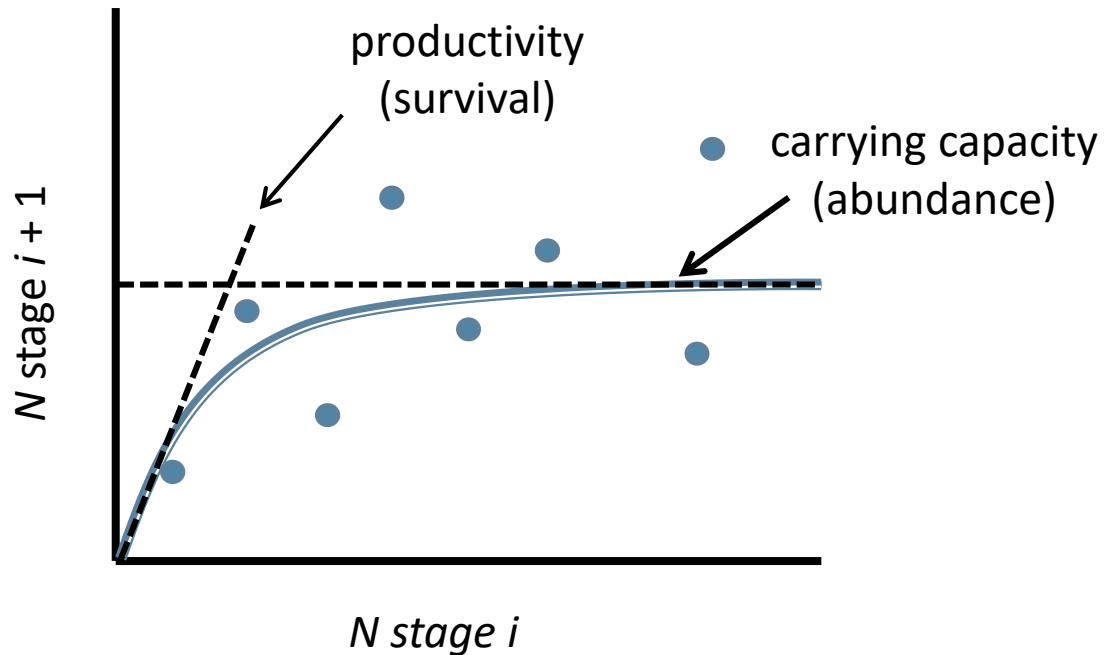 productivity
(survival)
carrying capacity
(abundance)
N stage i + 1
N stage i